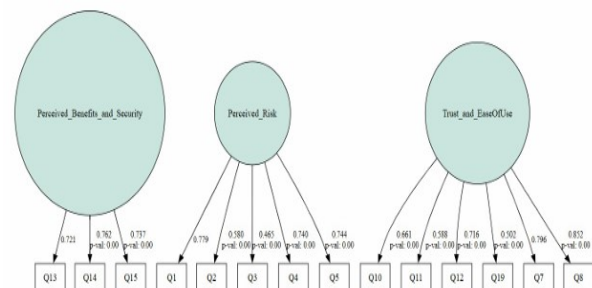 Perceived_Benefits_and_Security
Perceived_Risk
Trust_and_EaseOfUse
0.721
0.762
p-val: 0.00
0.737
p-val: 0.00
0.779
0.580
p-val: 0.00
0.465
p-val: 0.00
0.740
p-val: 0.00
0.744
p-val: 0.00
0.661
p-val: 0.00
0.588
p-val: 0.00
0.716
p-val: 0.00
0.502
p-val: 0.00
0.796
0.852
p-val: 0.00
Q13
Q14
Q15
Q1
Q2
Q3
Q4
Q5
Q10
Q11
Q12
Q19
Q7
Q8